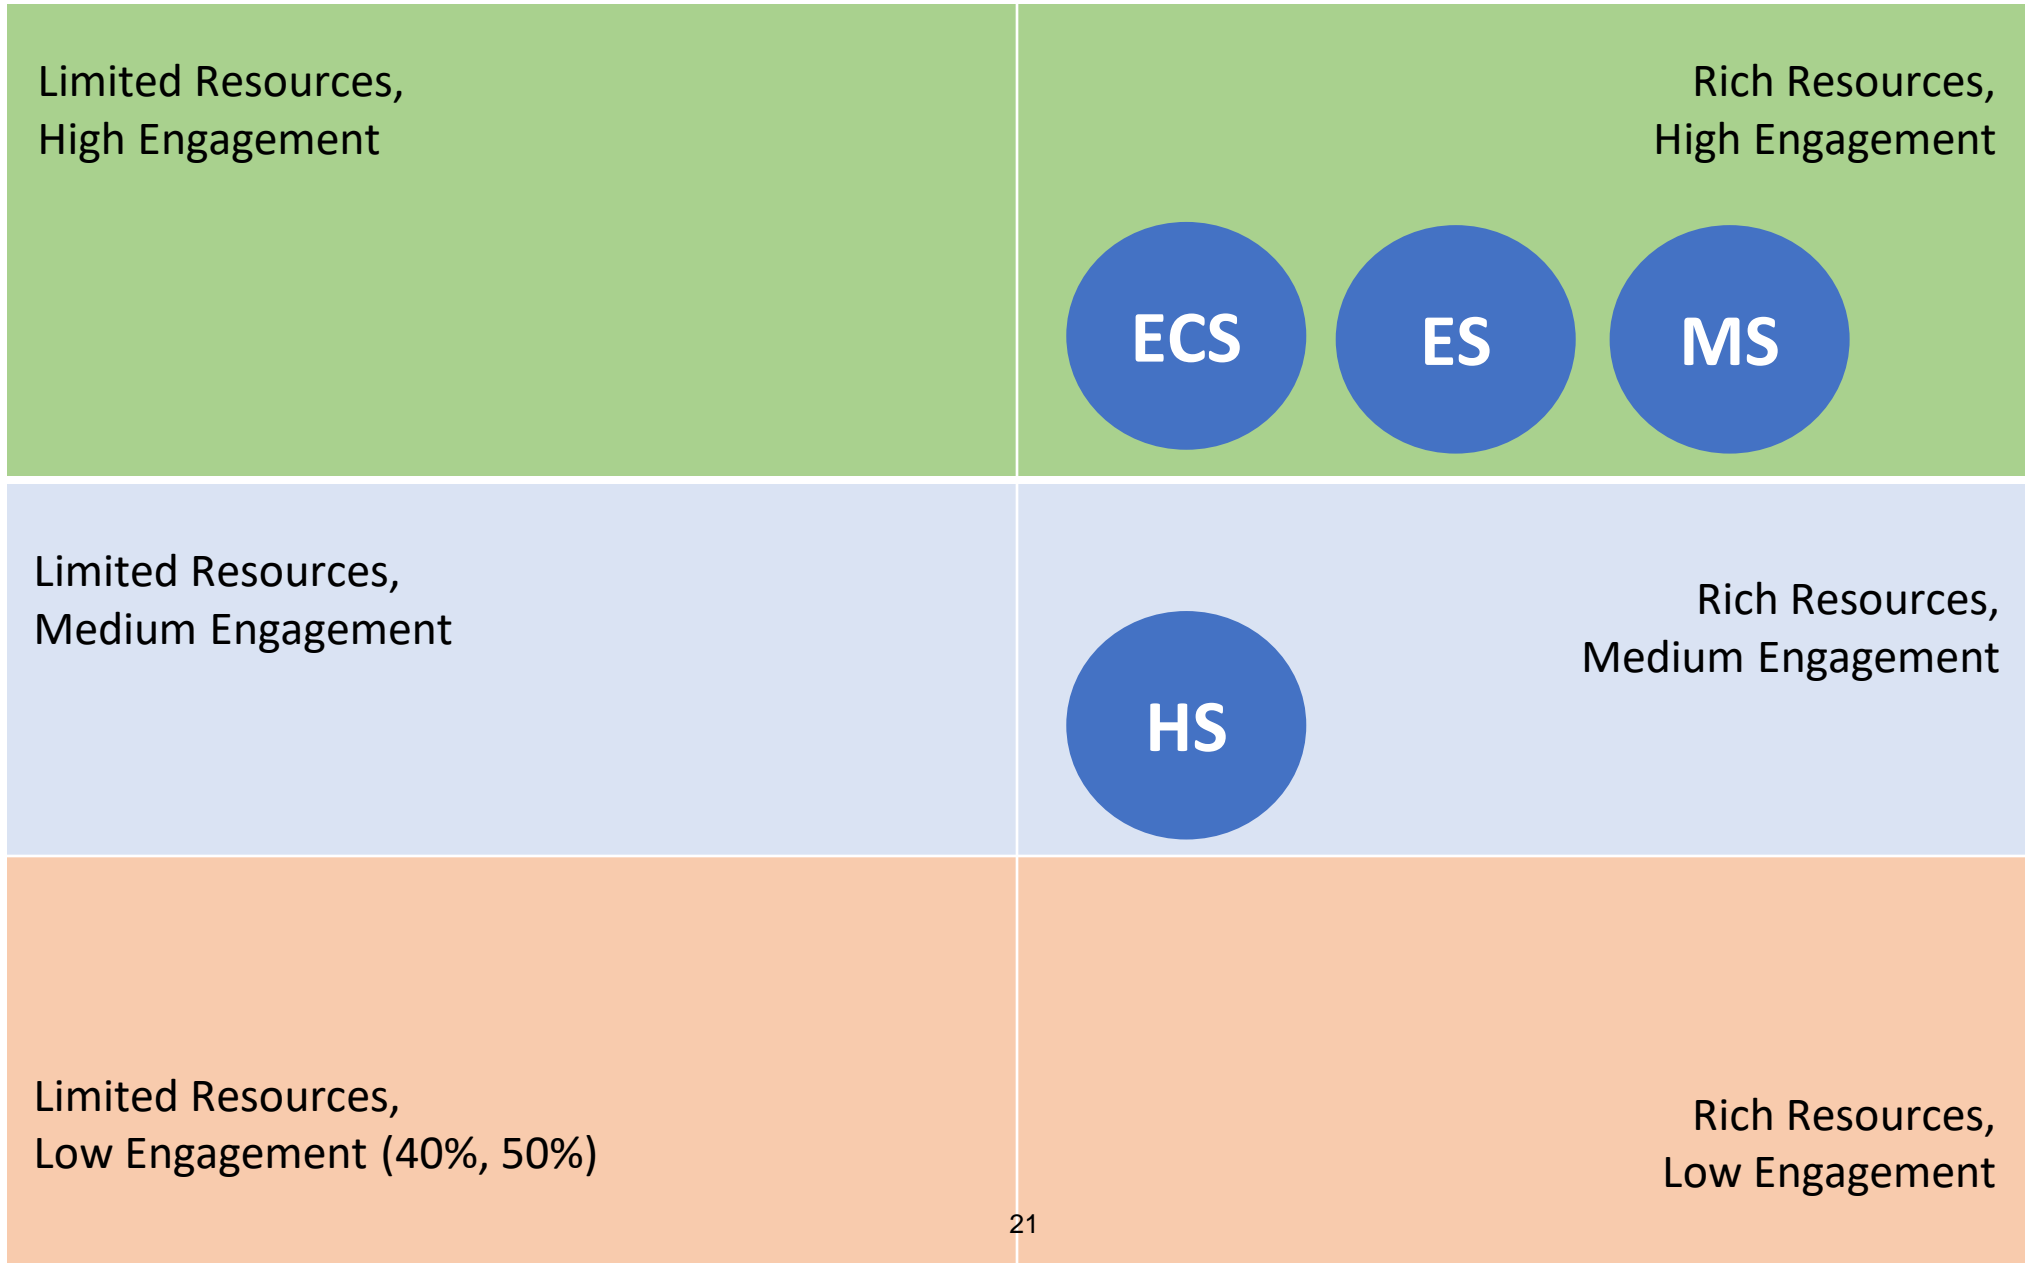 Limited Resources,
High Engagement
Rich Resources,
High Engagement
ECS
ES
MS
Limited Resources,
Medium Engagement
Rich Resources,
Medium Engagement
HS
Limited Resources,
Low Engagement (40%, 50%)
Rich Resources,
Low Engagement
21